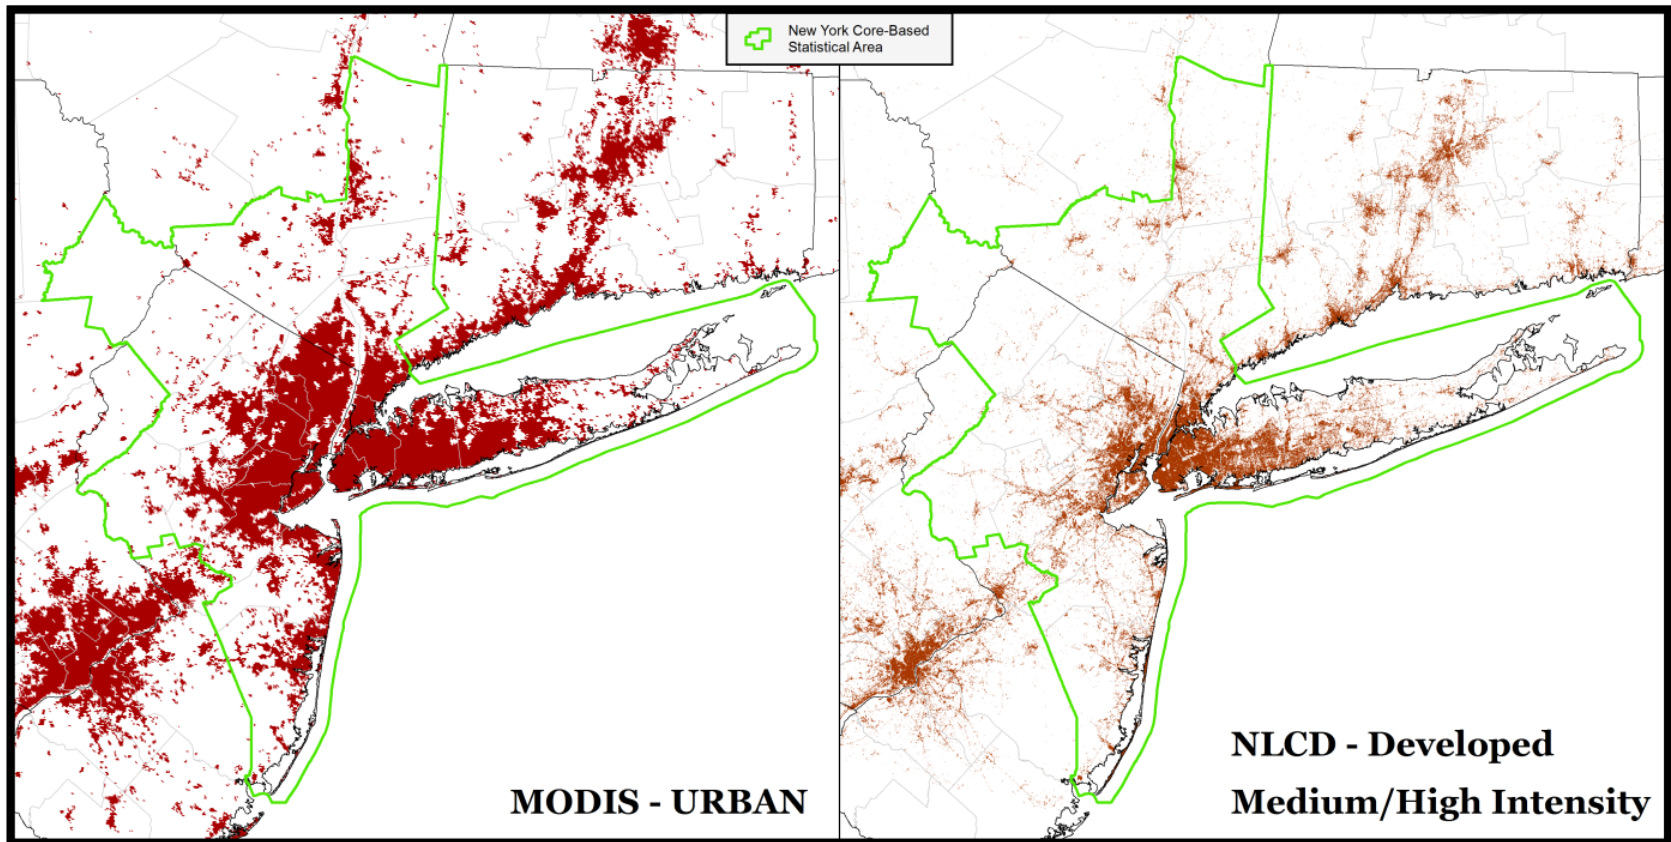 New York Core-Based
Statistical Area
MODIS - URBAN
NLCD - Developed
Medium/High Intensity